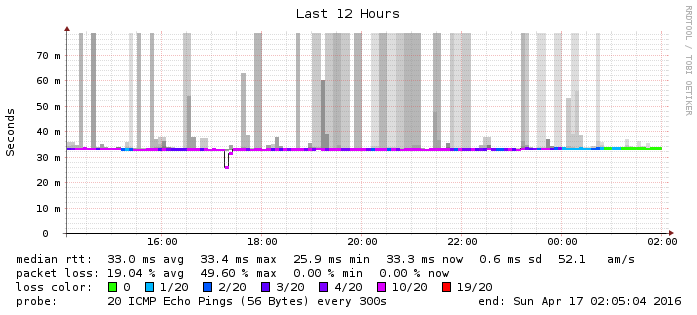 Last 12 Hours
RRDTOOL / TOBI OETIKER
Seconds
70 m
60 m
50 m
40 m
30 m
20 m
10 m
0
16:00 18:00 20:00 22:00 00:00 02:00
median rtt: 33.0 ms avg 33.4 ms max 25.9 ms min 33.3 ms now 0.6 ms sd 52.1 am/s
packet loss: 19.04 % avg 49.60 % max 0.00 % min 0.00 % now
loss color: 0 1/20 2/20 3/20 4/20 10/20 19/20
probe: 20 ICMP Echo Pings (56 Bytes) every 300s end: Sun Apr 17 02:05:04 2016